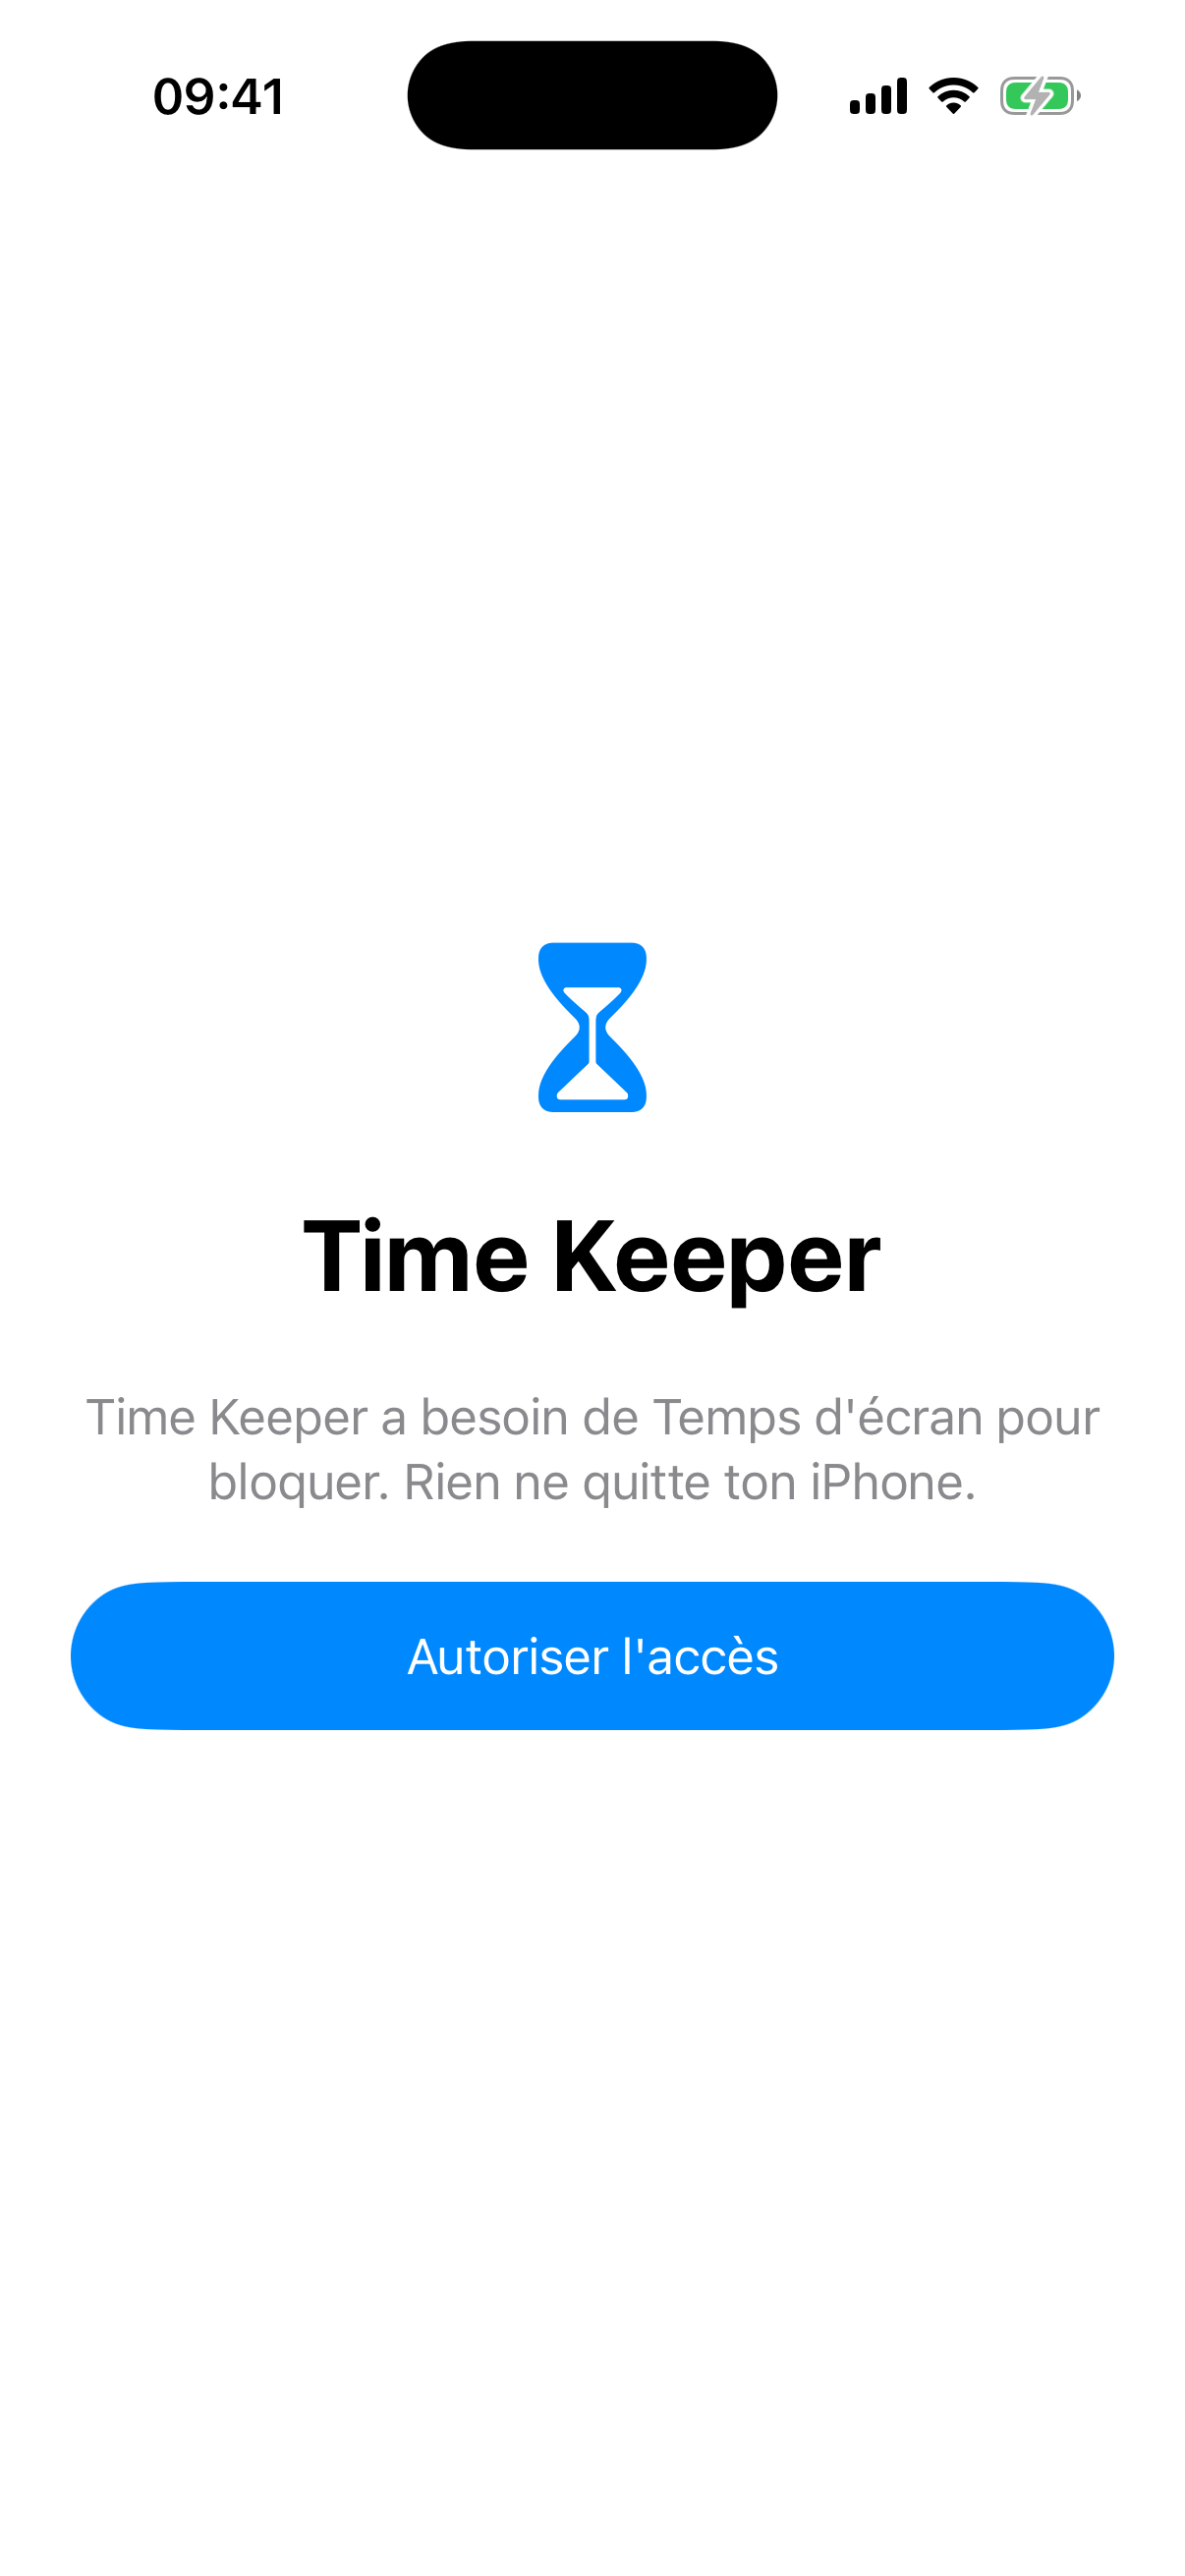 09:41
Time Keeper
Time Keeper a besoin de Temps d'écran pour
bloquer. Rien ne quitte ton iPhone.
Autoriser l'accès